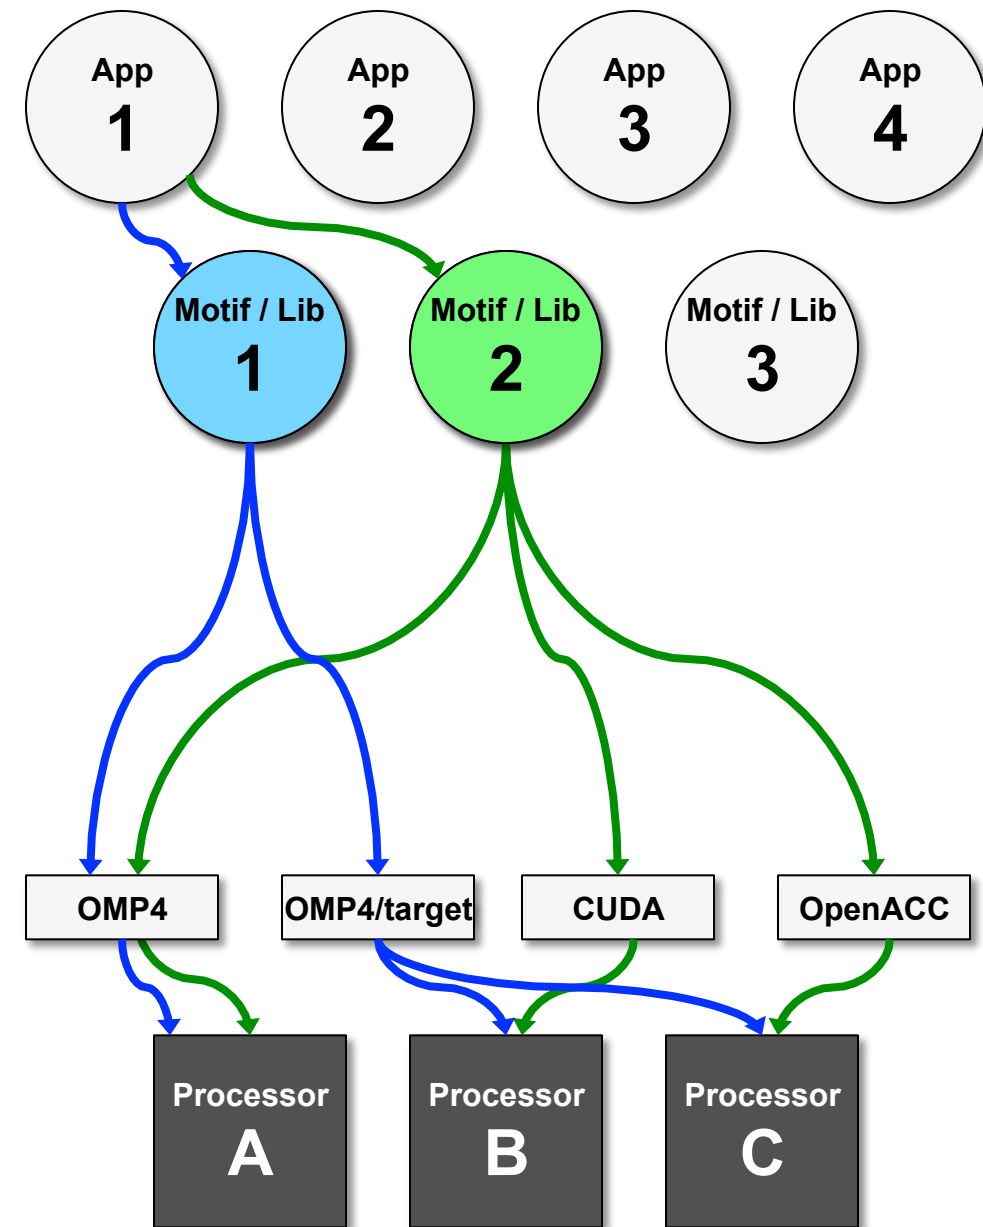 App
1
App
2
App
3
App
4
Motif / Lib
1
Motif / Lib
2
Motif / Lib
3
OMP4
OMP4/target
CUDA
OpenACC
Processor
A
Processor
B
Processor
C